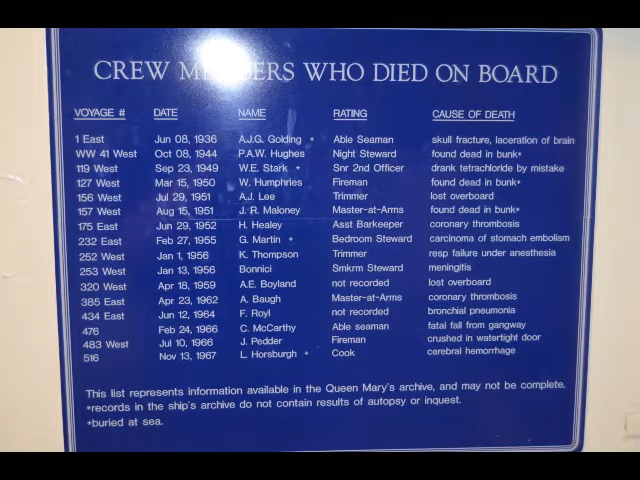 CREW MEMBERS WHO DIED ON BOARD
VOYAGE # DATE NAME RATING CAUSE OF DEATH
1 East Jun 08, 1936 A.J.G. Golding + Able Seaman skull fracture, laceration of brain
WW 41 West Oct 08, 1944 P.A.W. Hughes Night Steward found dead in bunk*
119 West Sep 23, 1949 W.E. Stark + Snr 2nd Officer drank tetrachloride by mistake
127 West Mar 15, 1950 W. Humphries Fireman found dead in bunk*
156 West Jul 29, 1951 A.J. Lee Trimmer lost overboard
157 West Aug 15, 1951 J. R. Maloney Master-at-Arms found dead in bunk*
175 East Jun 29, 1952 H. Healey Asst Barkeeper coronary thrombosis
232 East Feb 27, 1955 G. Martin + Bedroom Steward carcinoma of stomach embolism
252 West Jan 1, 1956 K. Thompson Trimmer resp failure under anesthesia
253 West Jan 13, 1956 Bonnici Smkrm Steward meningitis
320 West Apr 18, 1959 A.E. Boyland not recorded lost overboard
385 East Apr 23, 1962 A. Baugh Master-at-Arms coronary thrombosis
434 East Jun 12, 1964 F. Royl not recorded bronchial pneumonia
476 Feb 24, 1966 C. McCarthy Able seaman fatal fall from gangway
483 West Jul 10, 1966 J. Pedder Fireman crushed in watertight door
516 Nov 13, 1967 L. Horsburgh + Cook cerebral hemorrhage
This list represents information available in the Queen Mary's archive, and may not be complete.
*records in the ship's archive do not contain results of autopsy or inquest.
+buried at sea.